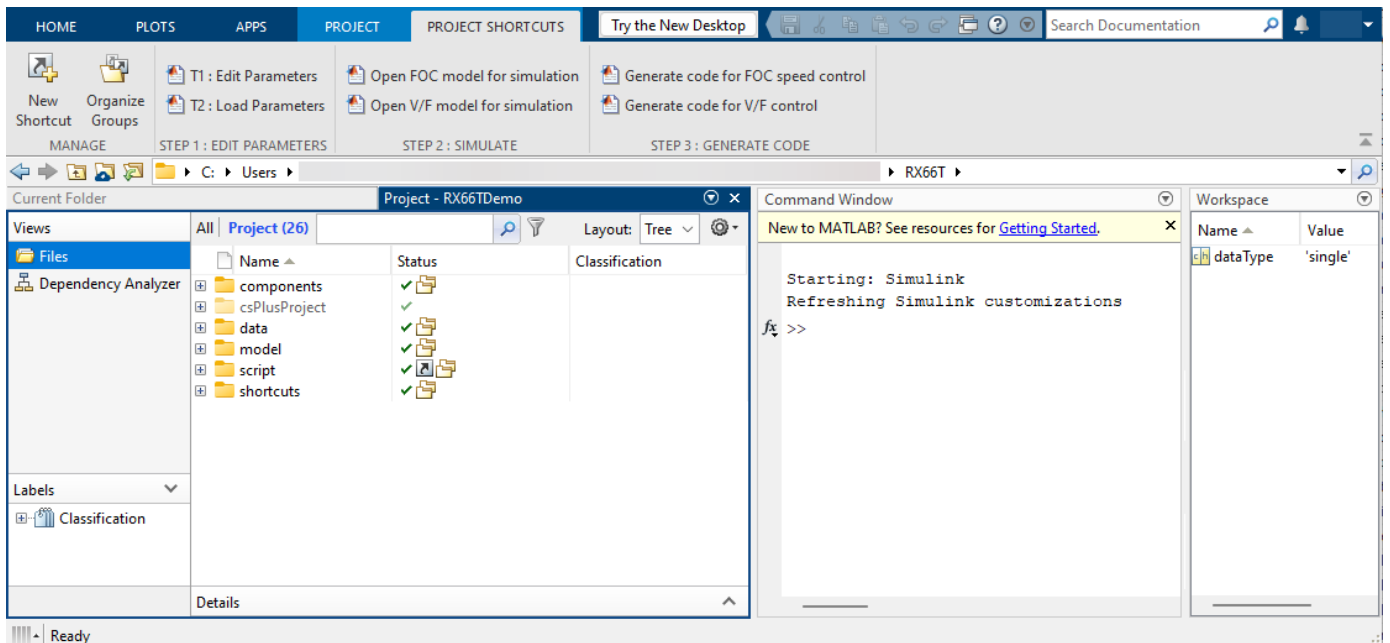 HOME PLOTS APPS PROJECT PROJECT SHORTCUTS Try the New Desktop Search Documentation
T1 : Edit Parameters Open FOC model for simulation Generate code for FOC speed control
New Organize T2 : Load Parameters Open V/F model for simulation Generate code for V/F control
Shortcut Groups
MANAGE STEP 1 : EDIT PARAMETERS STEP 2 : SIMULATE STEP 3 : GENERATE CODE
C: Users RX66T
Current Folder Project - RX66TDemo Command Window Workspace
Views All Project (26) Layout: Tree New to MATLAB? See resources for Getting Started. Name Value
Files Name Status Classification dataType 'single'
Dependency Analyzer components Starting: Simulink
csPlusProject Refreshing Simulink customizations
data fx >>
model
script
shortcuts
Labels
Classification
Details
Ready